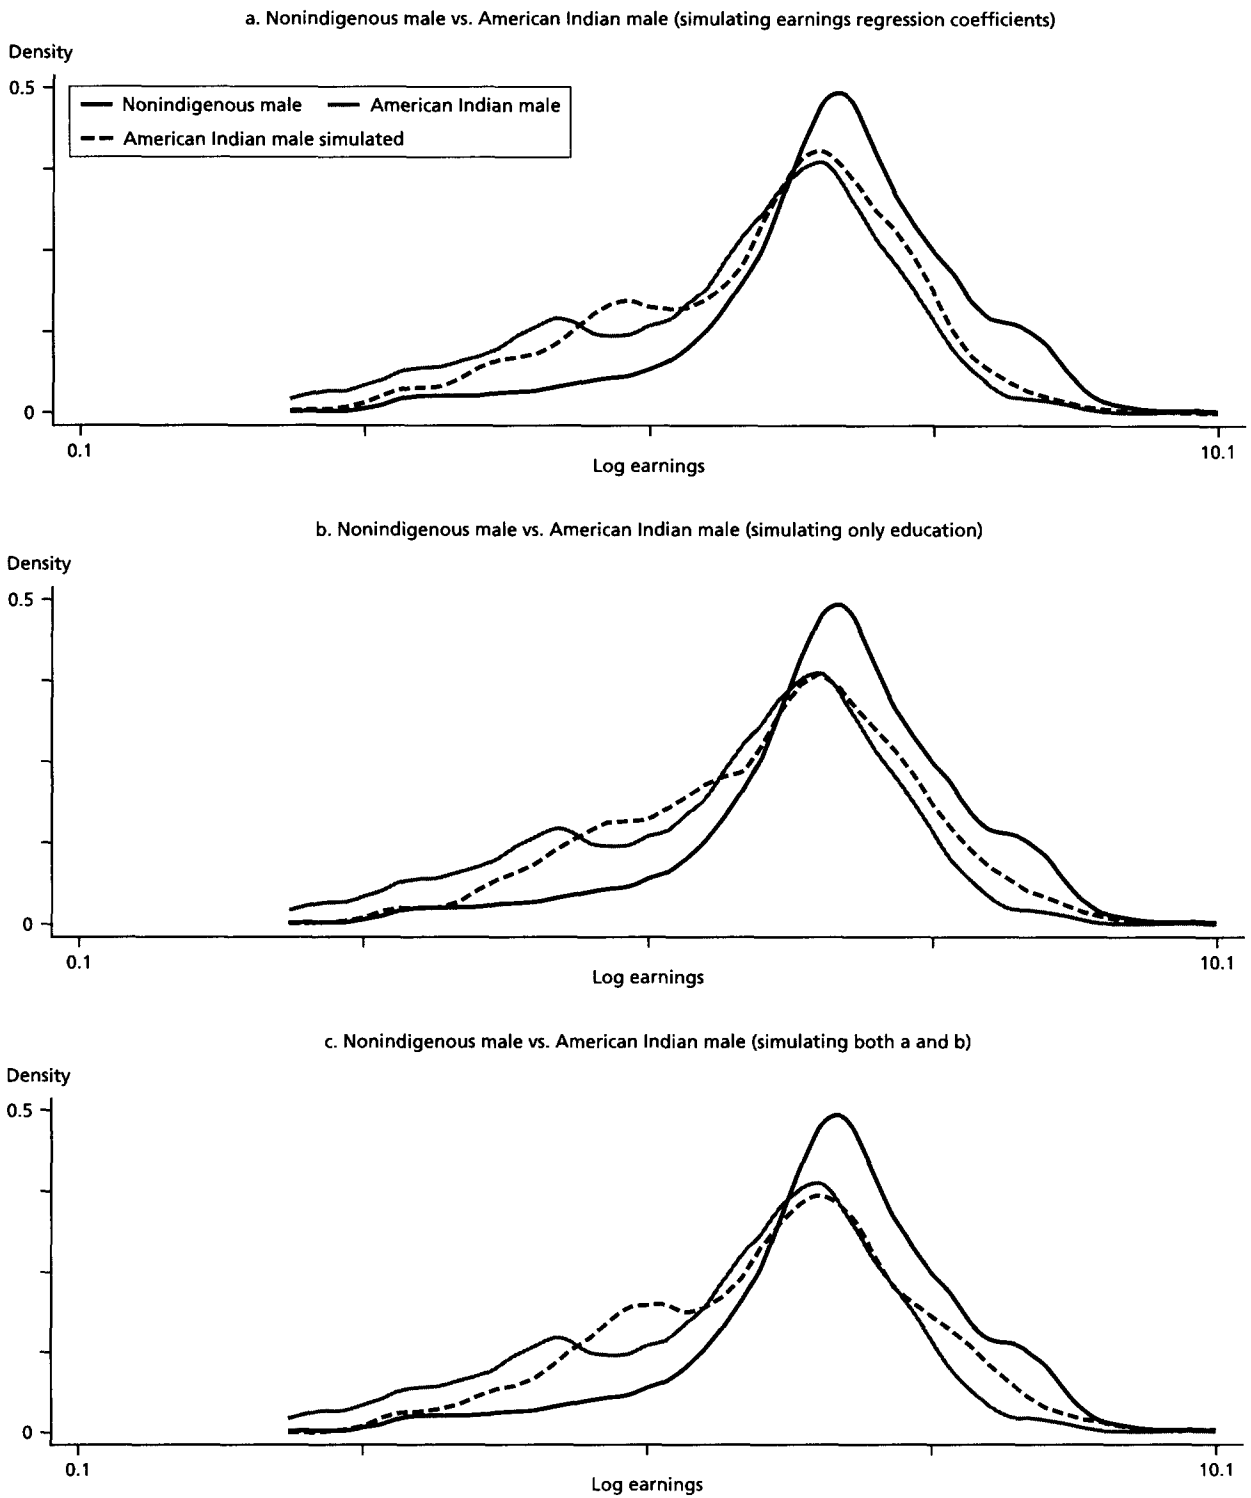 a. Nonindigenous male vs. American Indian male (simulating earnings regression coefficients)
Density
0.5
Nonindigenous male American Indian male
American Indian male simulated
0
0.1 10.1
Log earnings
b. Nonindigenous male vs. American Indian male (simulating only education)
Density
0.5
0
0.1 10.1
Log earnings
c. Nonindigenous male vs. American Indian male (simulating both a and b)
Density
0.5
0
0.1 10.1
Log earnings